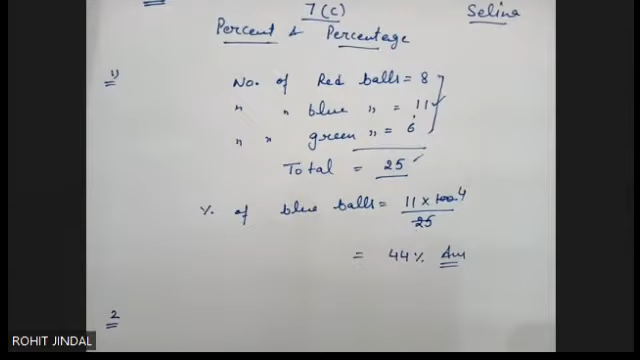 7(C) Selina
Percent & Percentage
1) No. of Red balls = 8
" " blue " = 11
" " green " = 6
Total = 25
% of blue balls = 11 × 100 4
25
= 44% Ans
2
ROHIT JINDAL